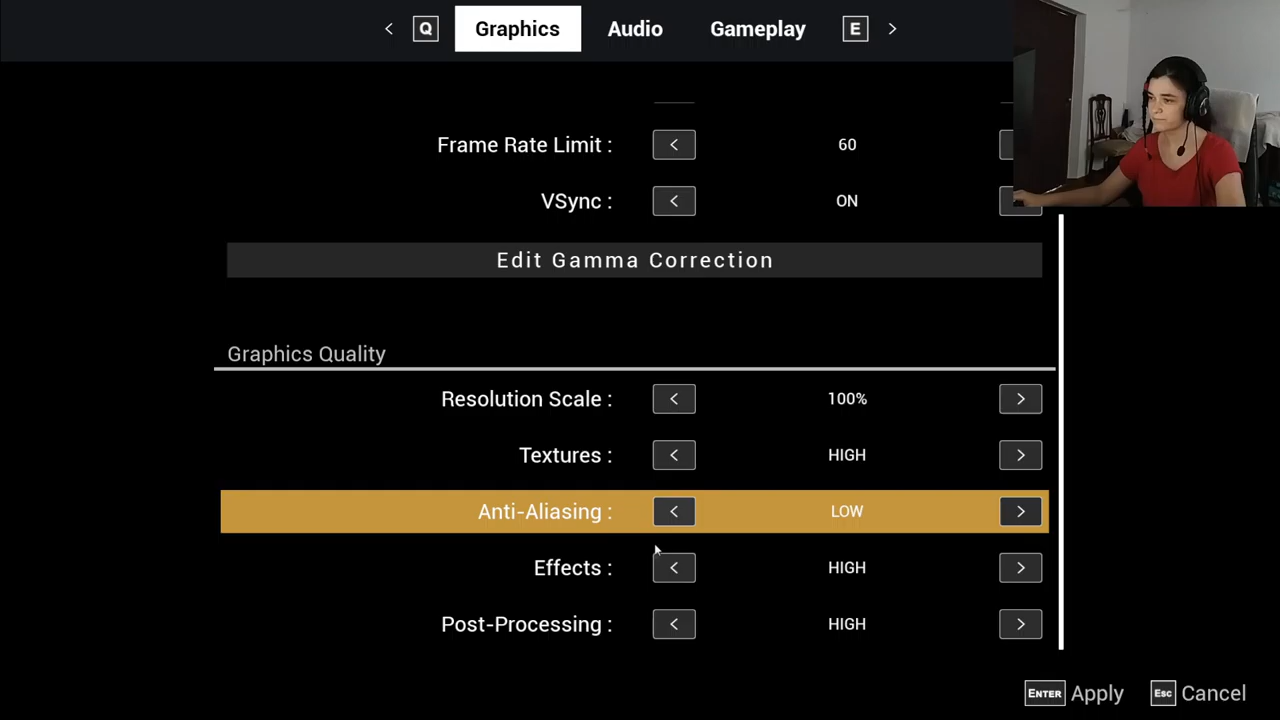 < Q Graphics Audio Gameplay E >
Frame Rate Limit : < 60
VSync : < ON
Edit Gamma Correction
Graphics Quality
Resolution Scale : < 100% >
Textures : < HIGH >
Anti-Aliasing : < LOW >
Effects : < HIGH >
Post-Processing : < HIGH >
ENTER Apply Esc Cancel